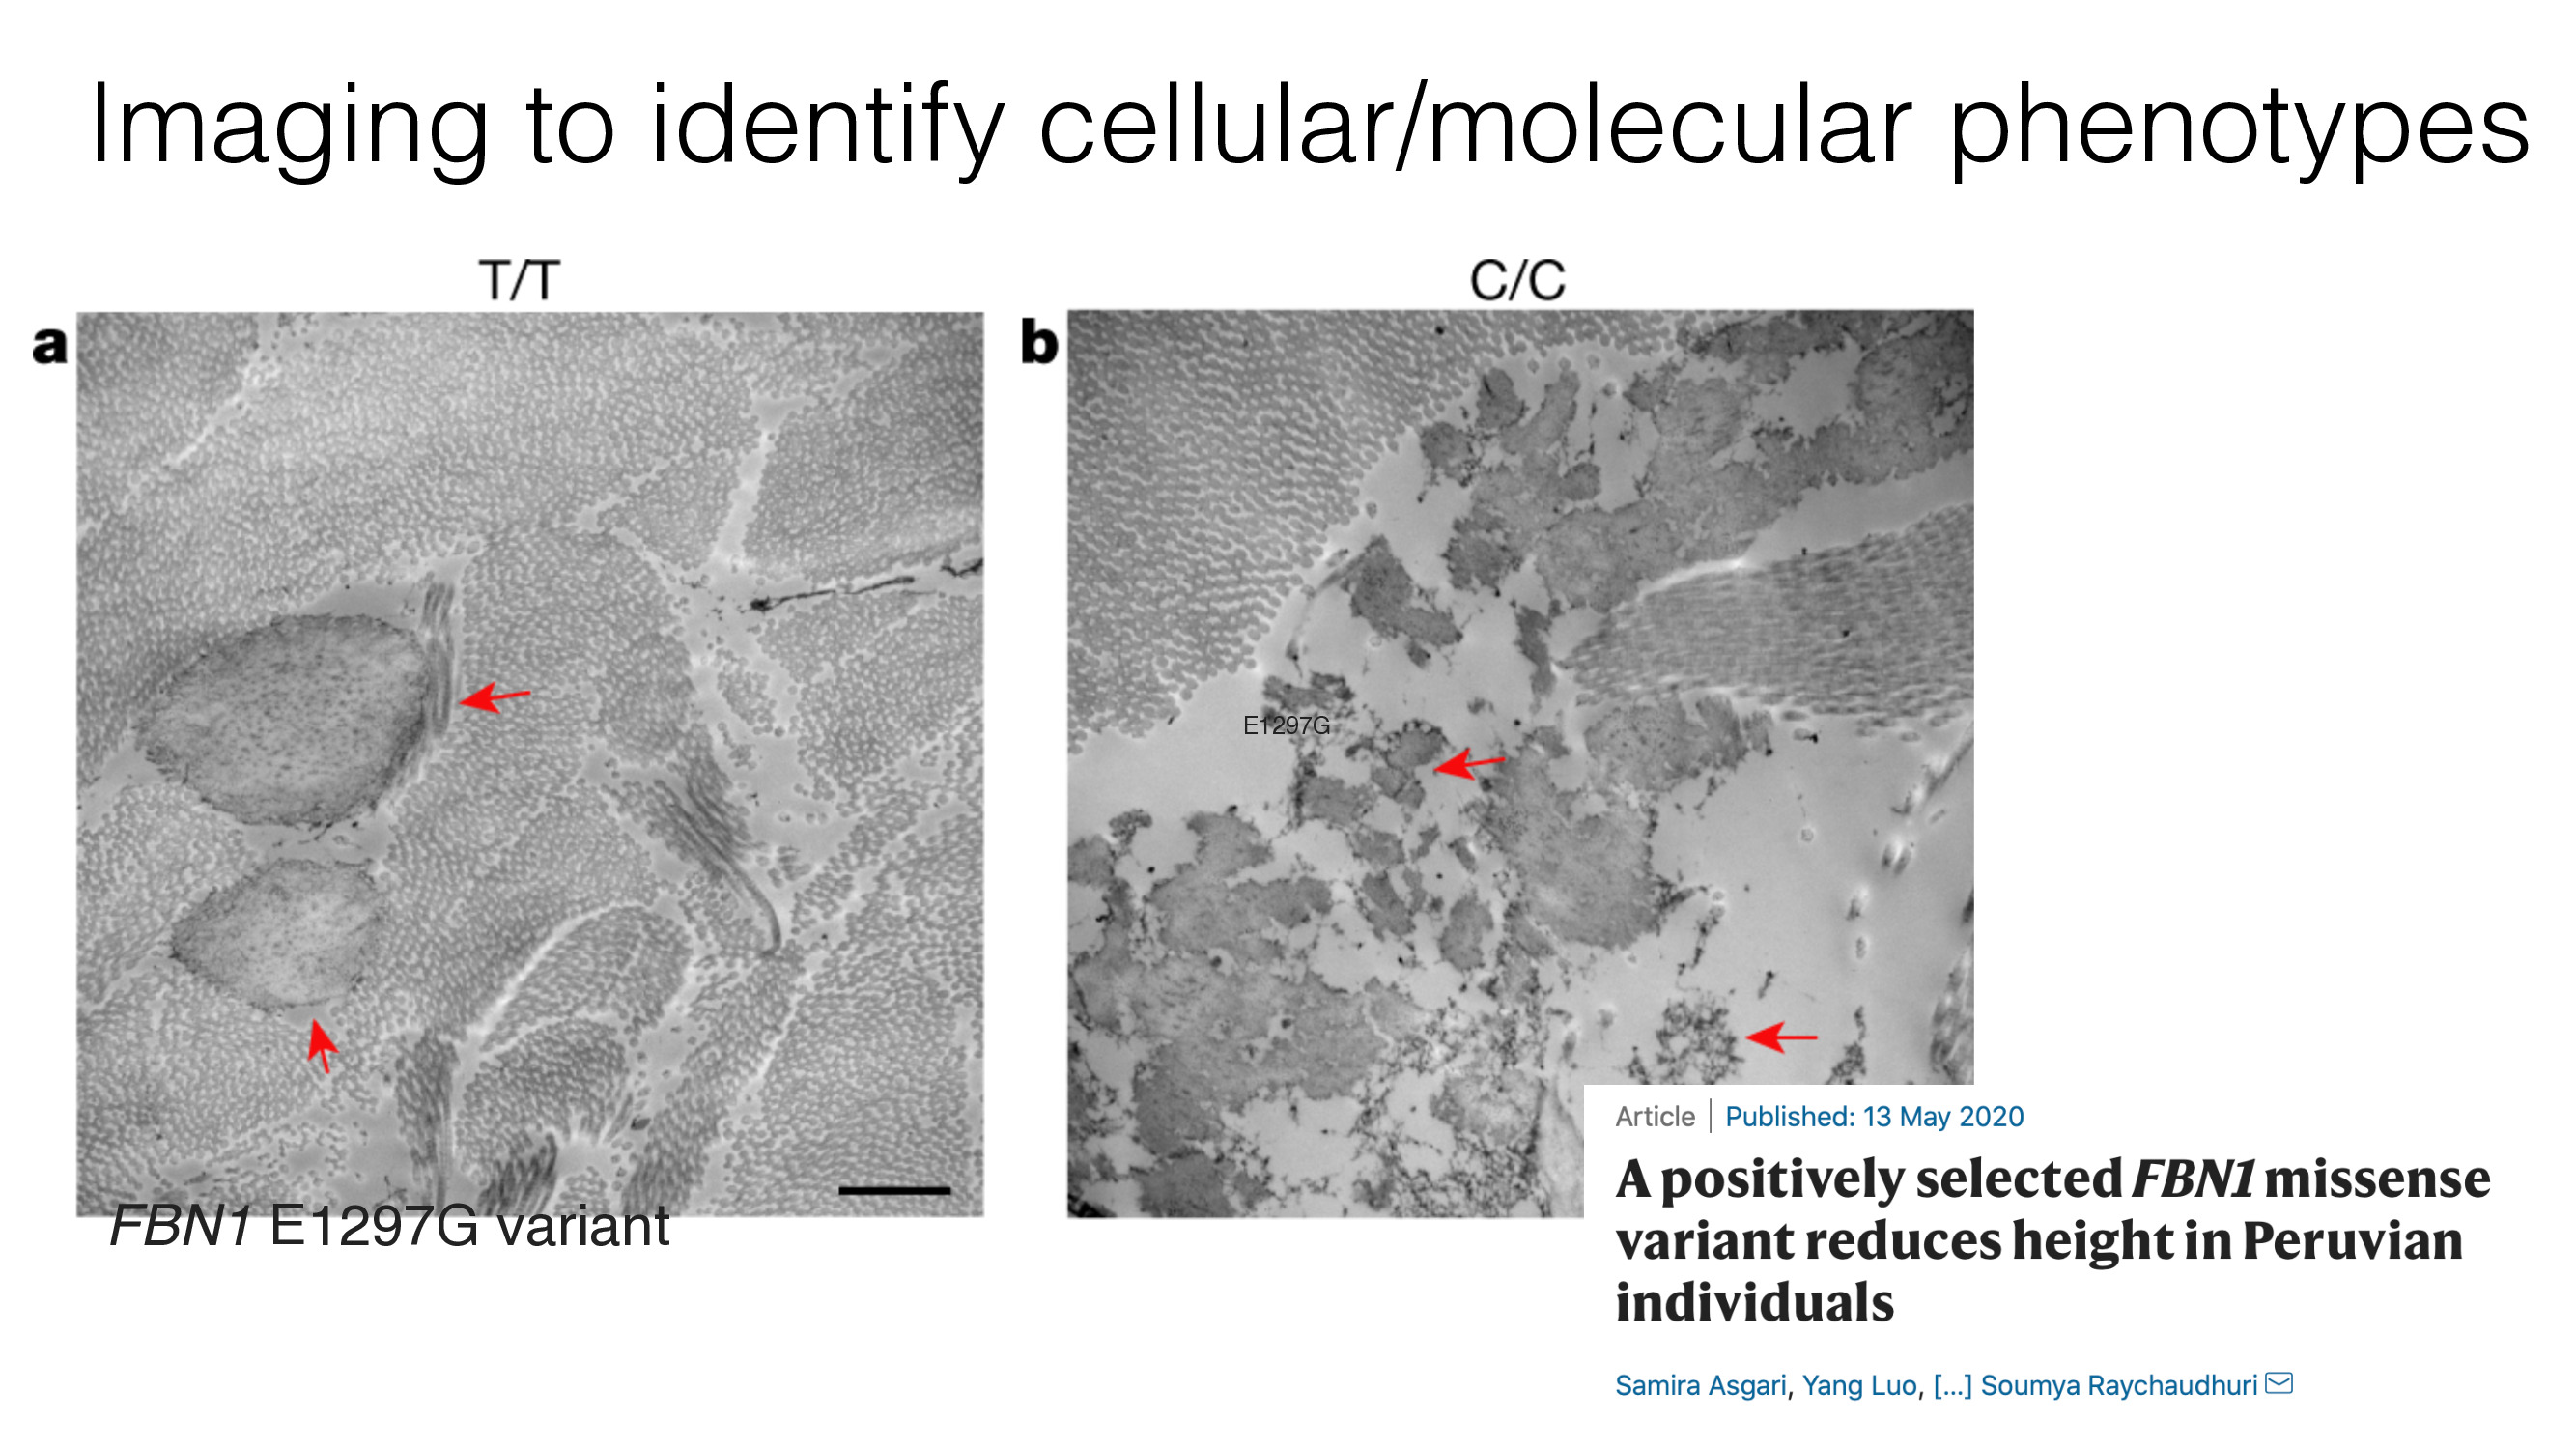 Imaging to identify cellular/molecular phenotypes
T/T
C/C
a
b
E1297G
FBN1 E1297G variant
Article | Published: 13 May 2020
A positively selected FBN1 missense
variant reduces height in Peruvian
individuals
Samira Asgari, Yang Luo, [...] Soumya Raychaudhuri